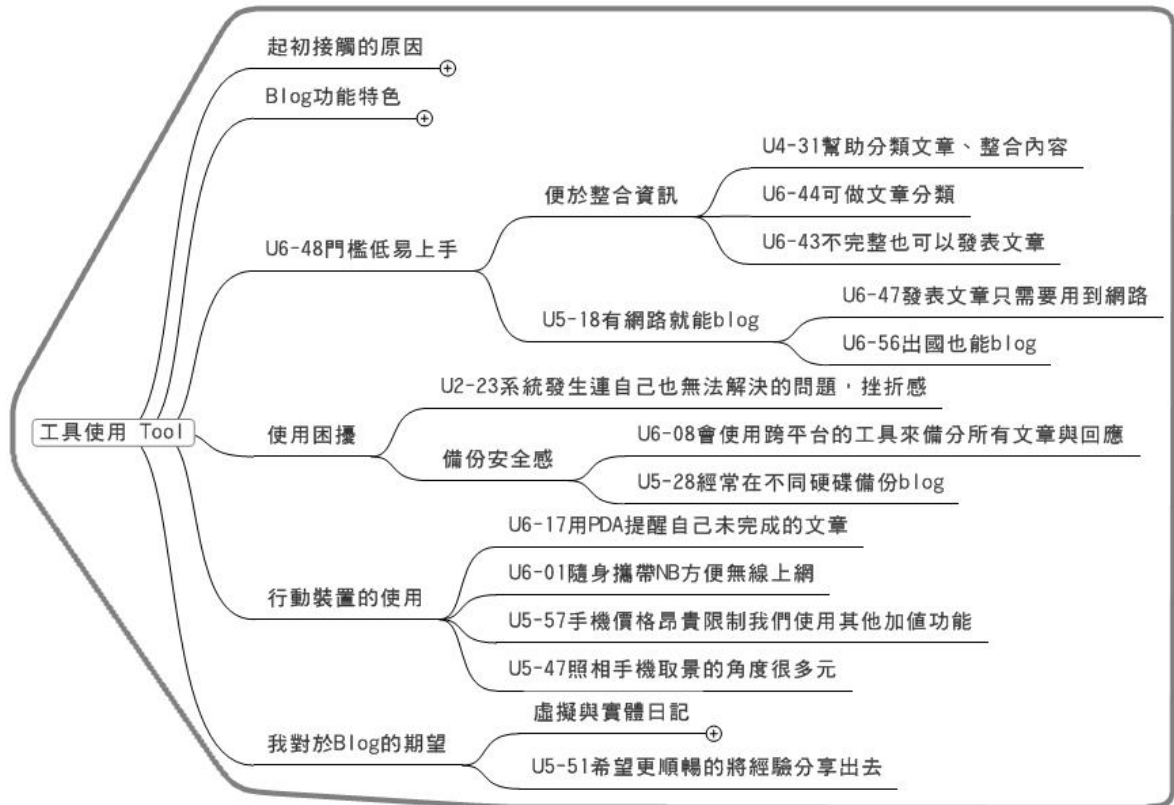 工具使用 Tool
起初接觸的原因
Blog功能特色
U6-48門檻低易上手
便於整合資訊
U4-31幫助分類文章、整合內容
U6-44可做文章分類
U6-43不完整也可以發表文章
U5-18有網路就能blog
U6-47發表文章只需要用到網路
U6-56出國也能blog
使用困擾
U2-23系統發生連自己也無法解決的問題，挫折感
備份安全感
U6-08會使用跨平台的工具來備分所有文章與回應
U5-28經常在不同硬碟備份blog
行動裝置的使用
U6-17用PDA提醒自己未完成的文章
U6-01隨身攜帶NB方便無線上網
U5-57手機價格昂貴限制我們使用其他加值功能
U5-47照相手機取景的角度很多元
我對於Blog的期望
虛擬與實體日記
U5-51希望更順暢的將經驗分享出去